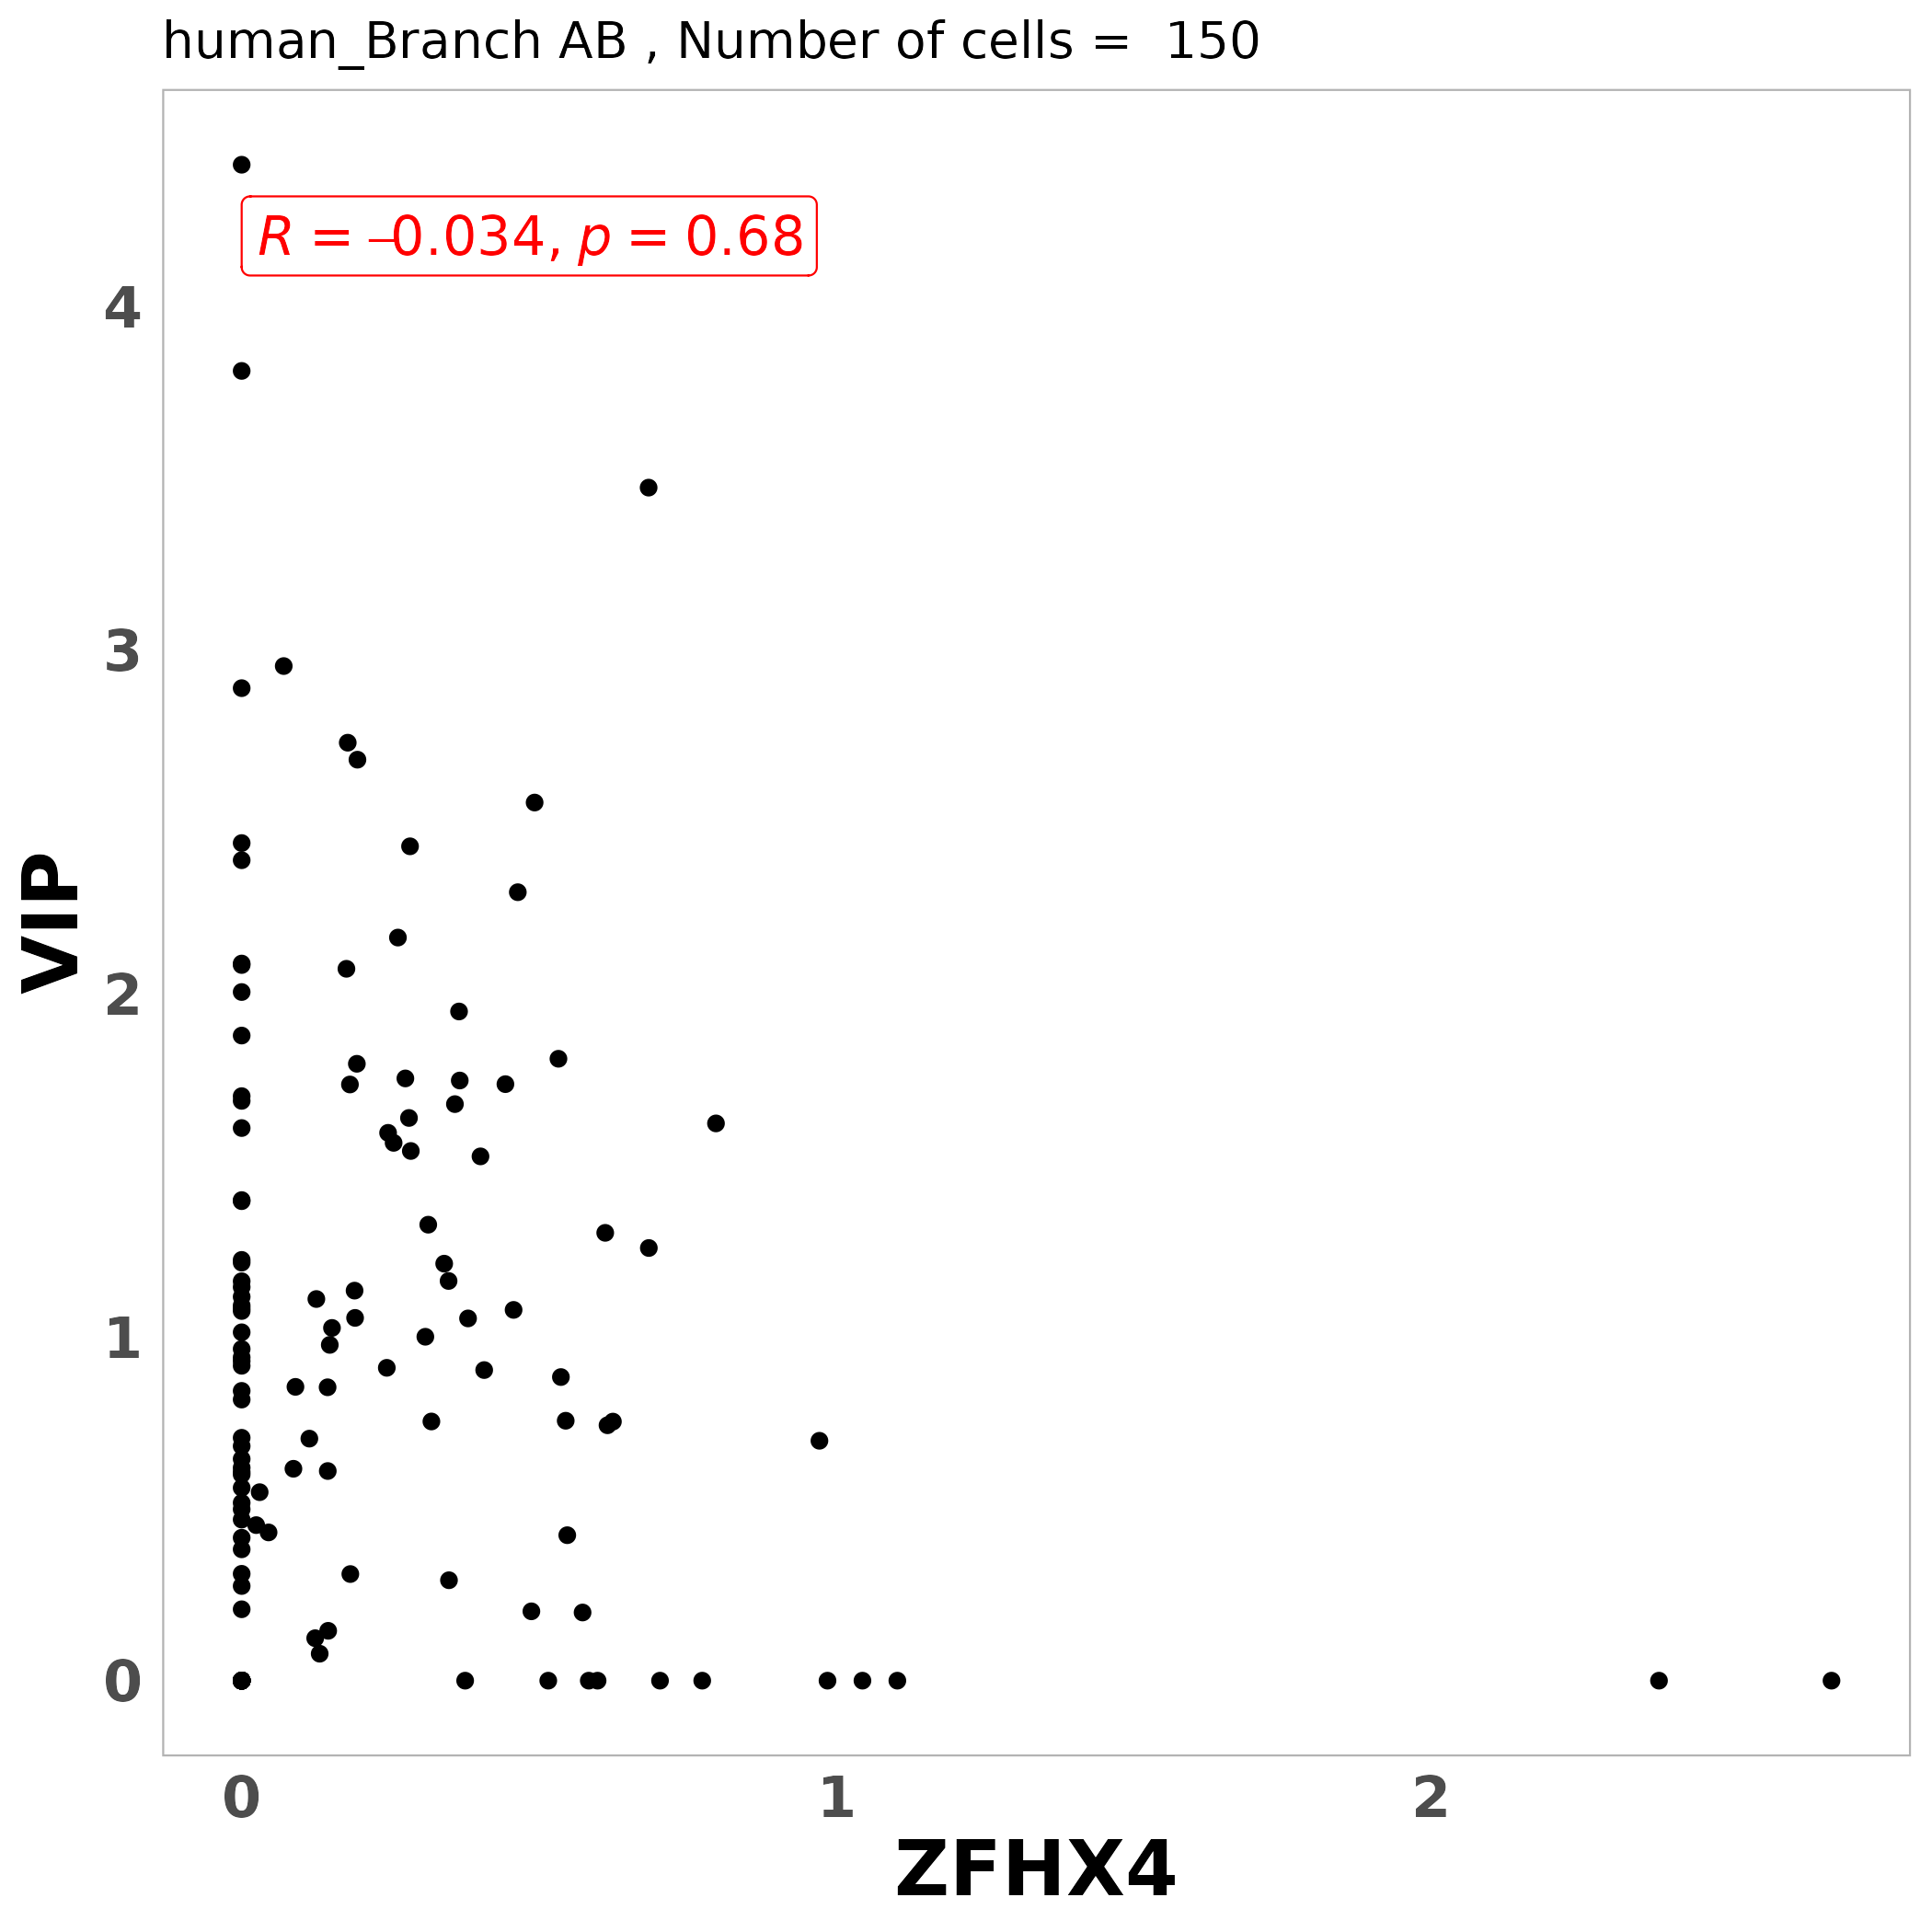 human_Branch AB , Number of cells =  150
R = –0.034, p = 0.68
4
3
2
1
0
VIP
0 1 2
ZFHX4